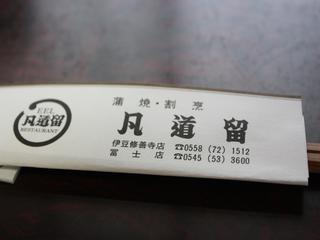 EEL
凡道留
RESTAURANT
蒲焼・割烹
凡道留
伊豆修善寺店 ☎0558 (72) 1512
冨士店 ☎0545 (53) 3600